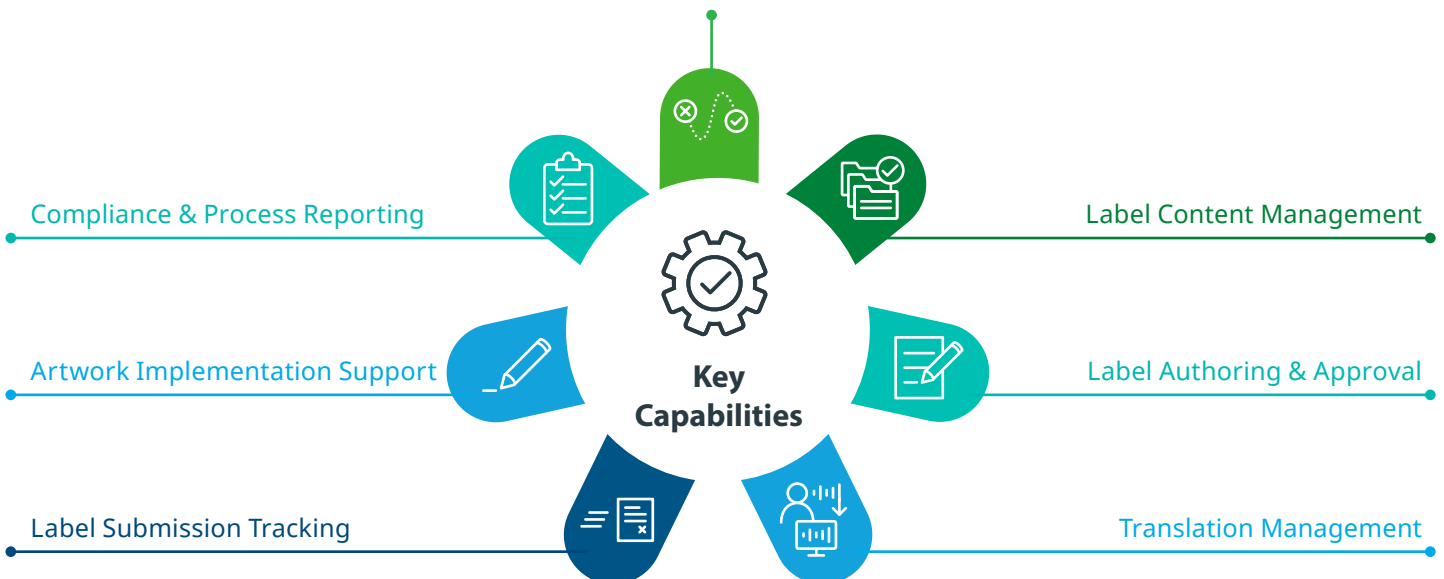 Compliance & Process Reporting
Label Content Management
Artwork Implementation Support
Key
Capabilities
Label Authoring & Approval
Label Submission Tracking
Translation Management